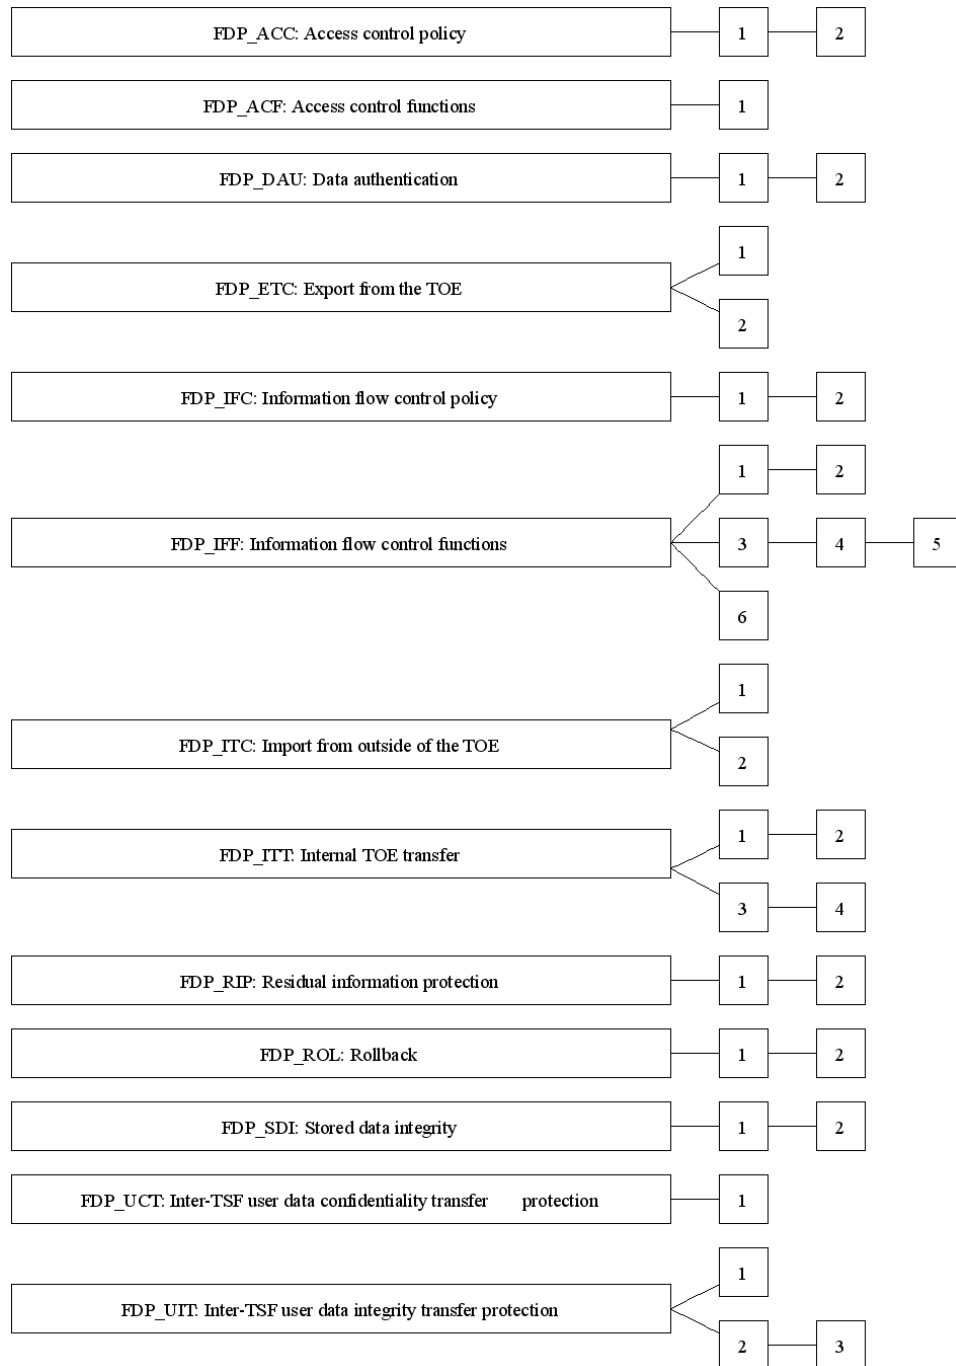 FDP_ACC: Access control policy 1 2
FDP_ACF: Access control functions 1
FDP_DAU: Data authentication 1 2
1
FDP_ETC: Export from the TOE
2
FDP_IFC: Information flow control policy 1 2
1 2
FDP_IFF: Information flow control functions 3 4 5
6
1
FDP_ITC: Import from outside of the TOE
2
1 2
FDP_ITT: Internal TOE transfer
3 4
FDP_RIP: Residual information protection 1 2
FDP_ROL: Rollback 1 2
FDP_SDI: Stored data integrity 1 2
FDP_UCT: Inter-TSF user data confidentiality transfer protection 1
1
FDP_UIT: Inter-TSF user data integrity transfer protection
2 3